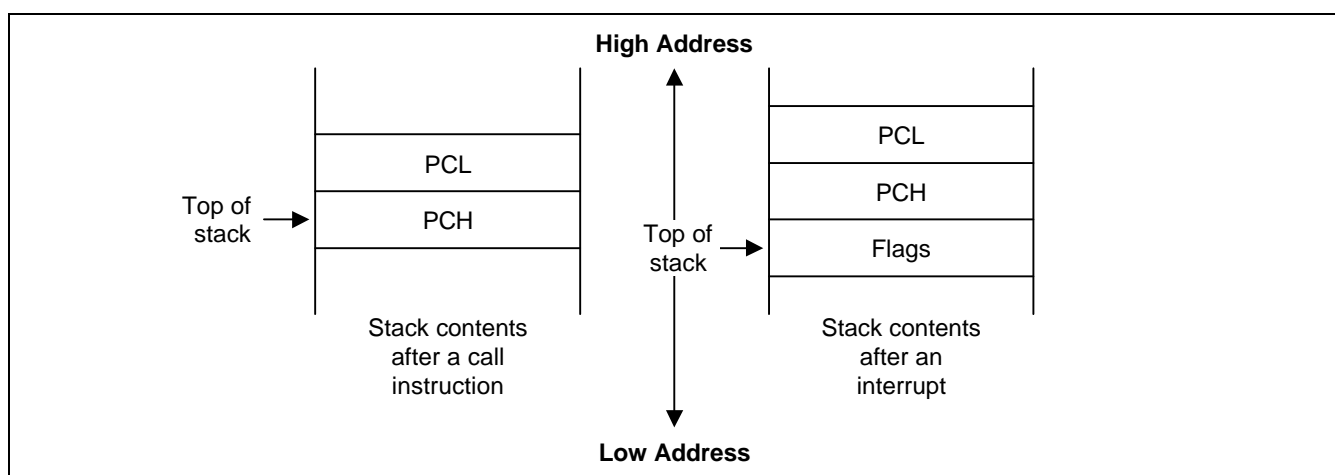 High Address
PCL
PCH
Top of
stack
Stack contents
after a call
instruction
PCL
PCH
Flags
Top of
stack
Stack contents
after an
interrupt
Low Address